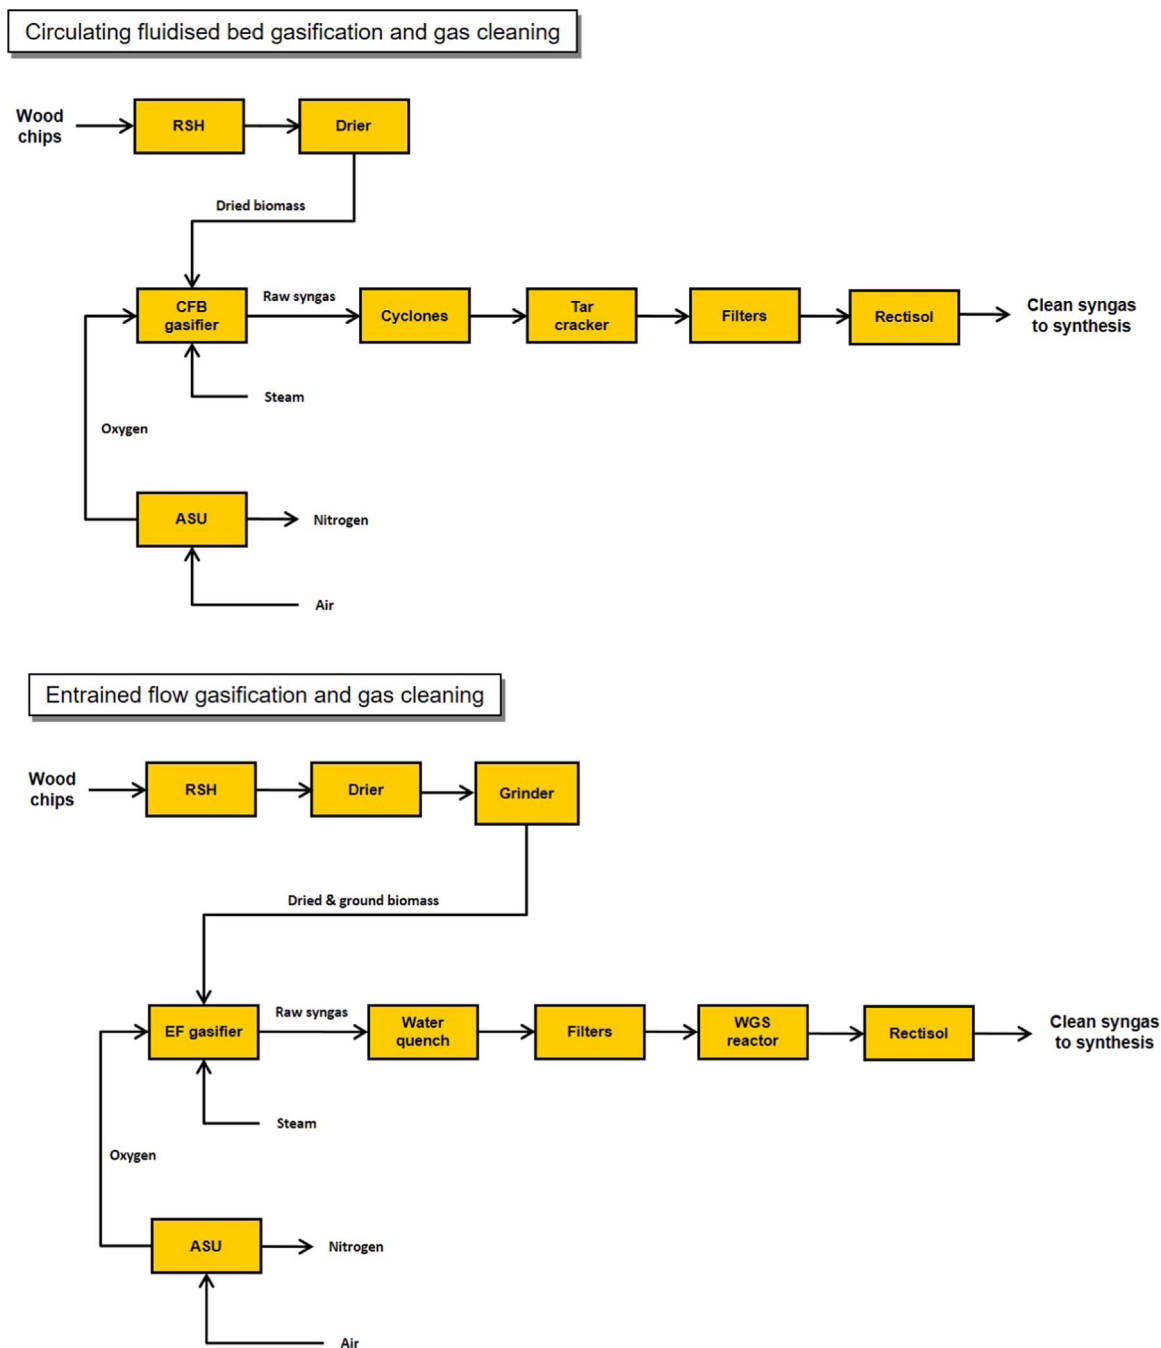 Circulating fluidised bed gasification and gas cleaning
Wood
chips
RSH
Drier
Dried biomass
CFB
gasifier
Raw syngas
Cyclones
Tar
cracker
Filters
Rectisol
Clean syngas
to synthesis
Steam
Oxygen
ASU
Nitrogen
Air
Entrained flow gasification and gas cleaning
Wood
chips
RSH
Drier
Grinder
Dried & ground biomass
EF gasifier
Raw syngas
Water
quench
Filters
WGS
reactor
Rectisol
Clean syngas
to synthesis
Steam
Oxygen
ASU
Nitrogen
Air